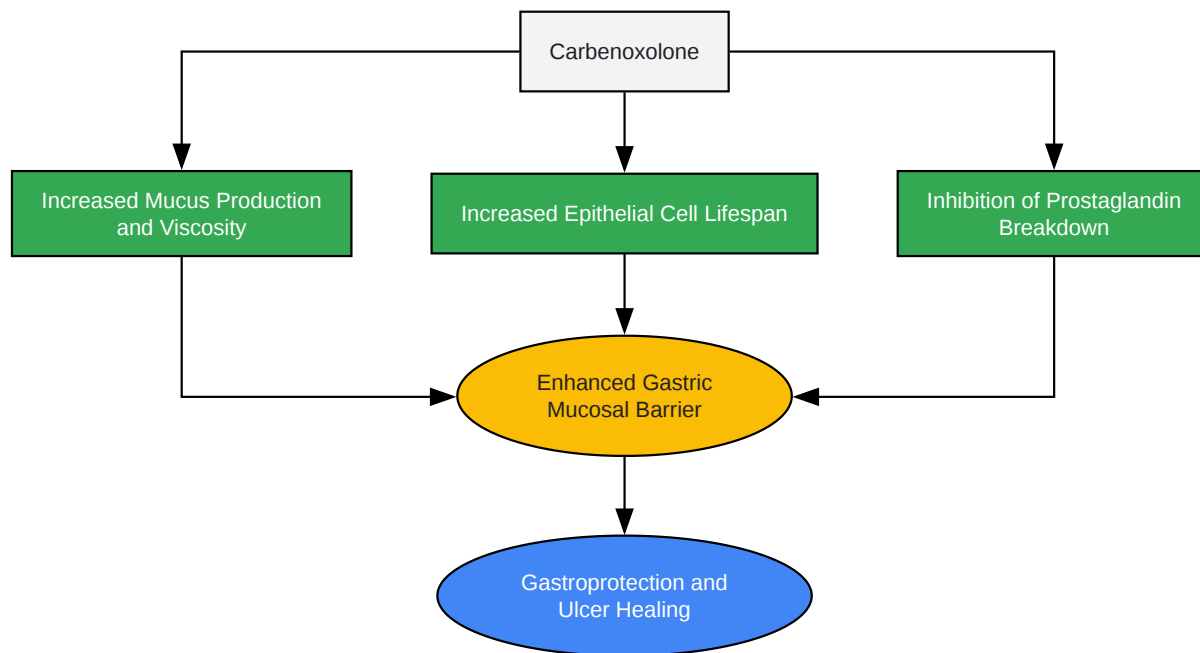 Carbenoxolone
Increased Mucus Production
and Viscosity
Increased Epithelial Cell Lifespan
Inhibition of Prostaglandin
Breakdown
Enhanced Gastric
Mucosal Barrier
Gastroprotection and
Ulcer Healing